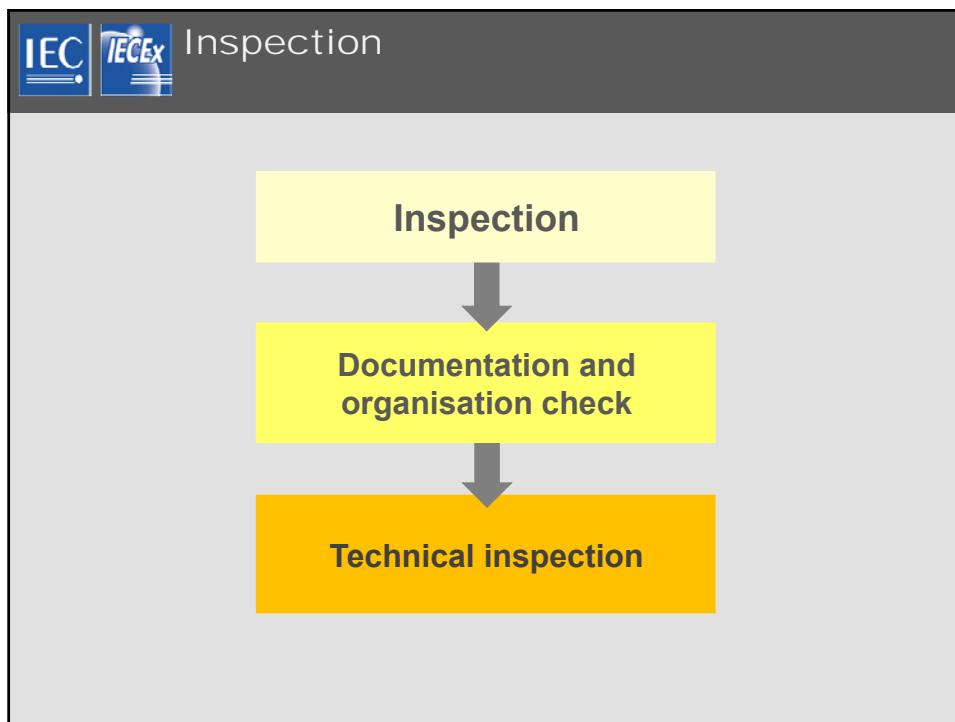 IEC
IECEx
Inspection
Inspection
Documentation and
organisation check
Technical inspection